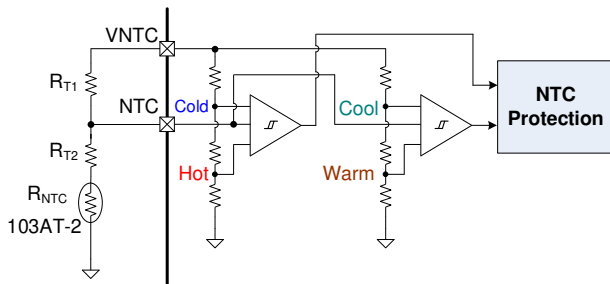 VNTC
RT1
NTC
Cold
Cool
NTC
Protection
RT2
Hot
Warm
RNTC
103AT-2